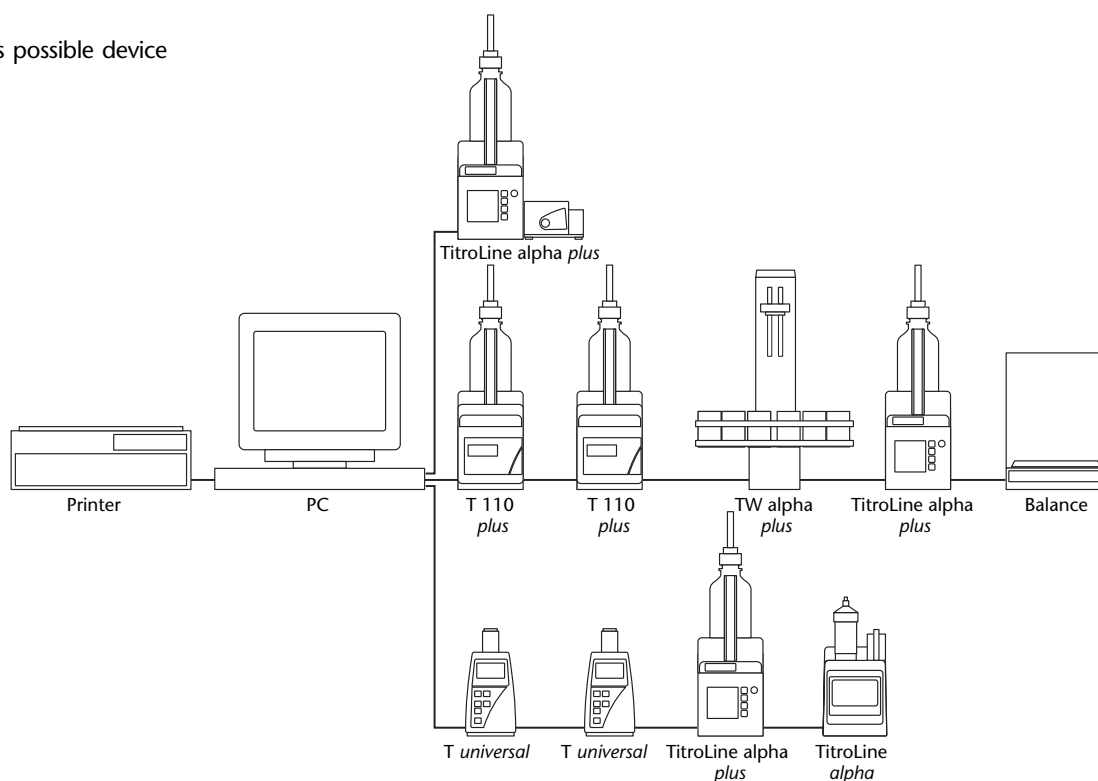 s possible device
TitroLine alpha plus
Printer
PC
T 110
plus
T 110
plus
TW alpha
plus
TitroLine alpha
plus
Balance
T universal
T universal
TitroLine alpha
plus
TitroLine
alpha